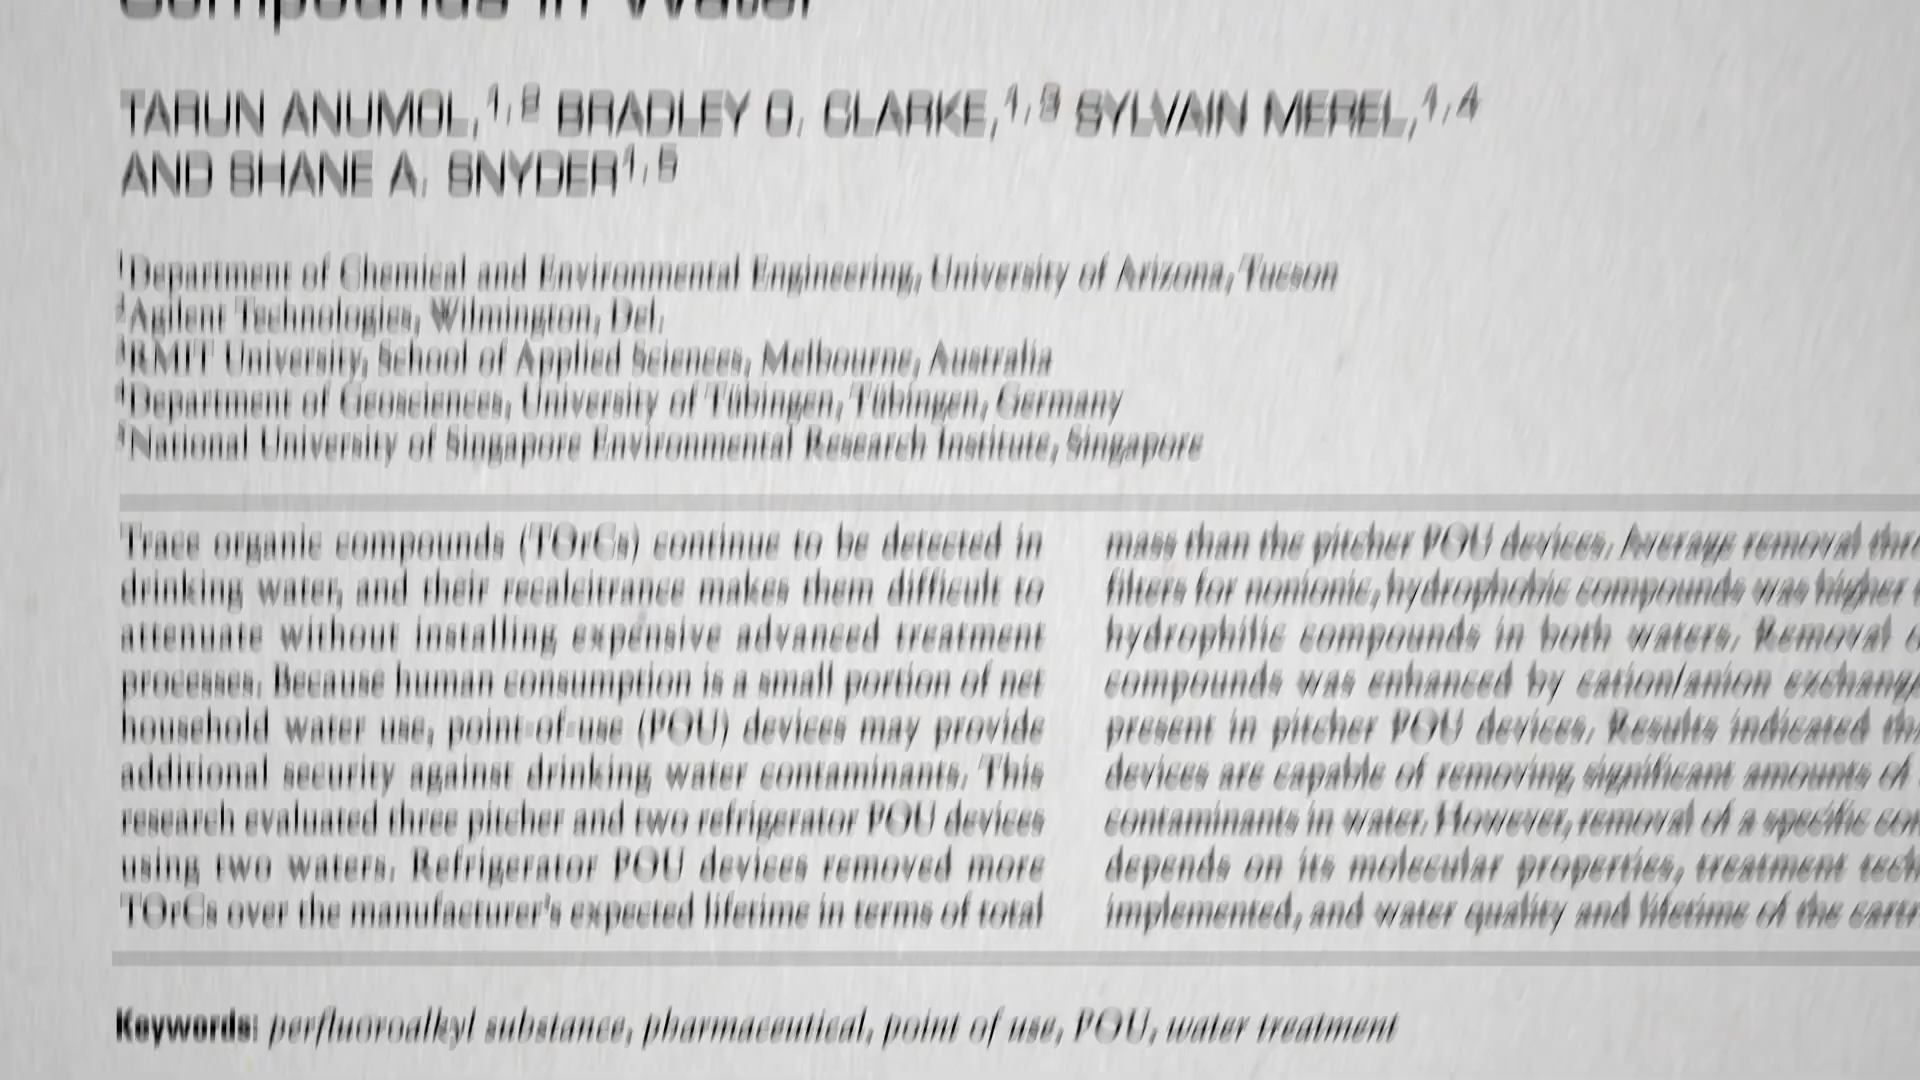 Compounds in Water
TARUN ANUMOL,1,2 BRADLEY O. CLARKE,1,3 SYLVAIN MEREL,1,4
AND SHANE A. SNYDER1,5
1Department of Chemical and Environmental Engineering, University of Arizona, Tucson
2Agilent Technologies, Wilmington, Del.
3RMIT University, School of Applied Sciences, Melbourne, Australia
4Department of Geosciences, University of Tübingen, Tübingen, Germany
5National University of Singapore Environmental Research Institute, Singapore
Trace organic compounds (TOrCs) continue to be detected in
drinking water, and their recalcitrance makes them difficult to
attenuate without installing expensive advanced treatment
processes. Because human consumption is a small portion of net
household water use, point-of-use (POU) devices may provide
additional security against drinking water contaminants. This
research evaluated three pitcher and two refrigerator POU devices
using two waters. Refrigerator POU devices removed more
TOrCs over the manufacturer's expected lifetime in terms of total
mass than the pitcher POU devices. Average removal
filters for nonionic, hydrophobic compounds was higher
hydrophilic compounds in both waters. Removal
compounds was enhanced by cation/anion
present in pitcher POU devices. Results indicated
devices are capable of removing significant amounts of
contaminants in water. However, removal of a specific
depends on its molecular properties, treatment
implemented, and water quality and lifetime of the
Keywords: perfluoroalkyl substance, pharmaceutical, point of use, POU, water treatment